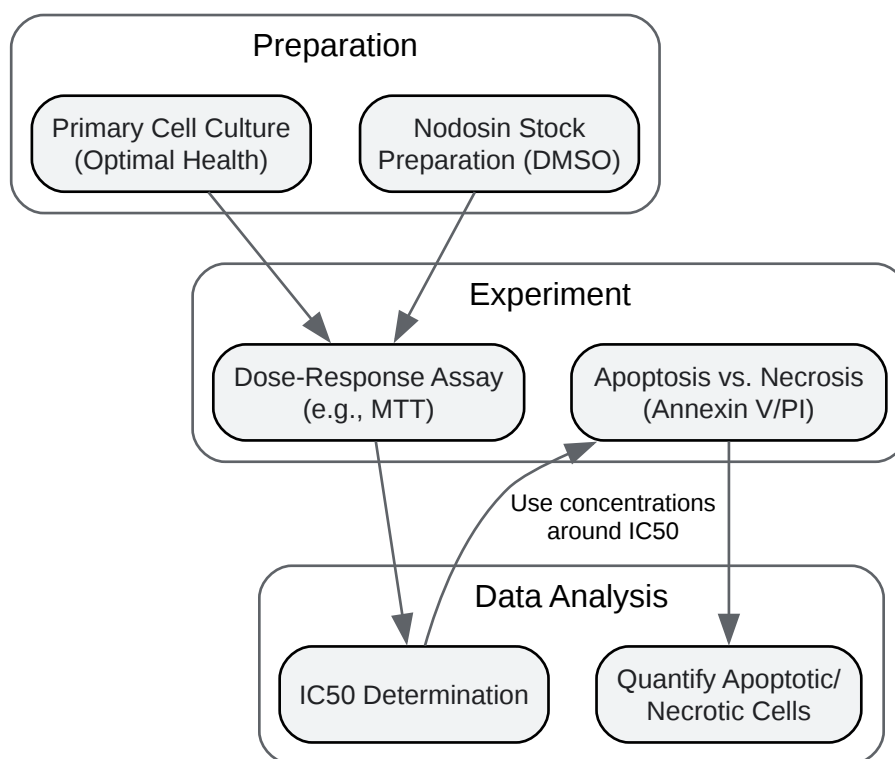 Preparation
Primary Cell Culture
(Optimal Health)
Nodosin Stock
Preparation (DMSO)
Experiment
Dose-Response Assay
(e.g., MTT)
Apoptosis vs. Necrosis
(Annexin V/PI)
Use concentrations
around IC50
Data Analysis
IC50 Determination
Quantify Apoptotic/
Necrotic Cells